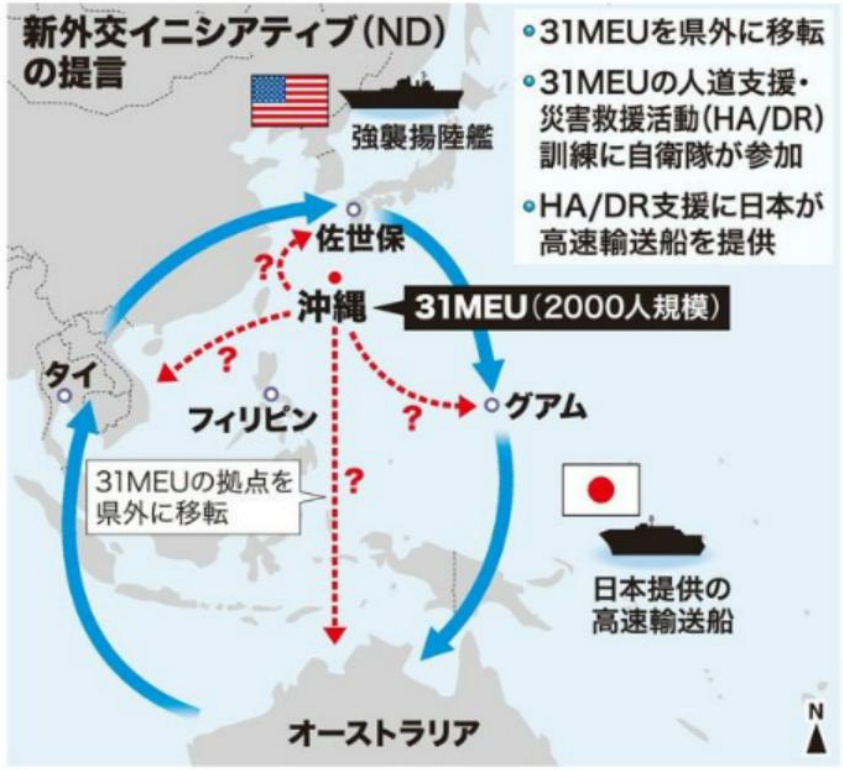 新外交イニシアティブ(ND)
の提言
•31MEUを県外に移転
•31MEUの人道支援・
災害救援活動(HA/DR)
訓練に自衛隊が参加
•HA/DR支援に日本が
高速輸送船を提供
強襲揚陸艦
佐世保
?
沖縄
31MEU(2000人規模)
?
タイ
フィリピン
?
グアム
31MEUの拠点を
県外に移転
?
日本提供の
高速輸送船
オーストラリア
N